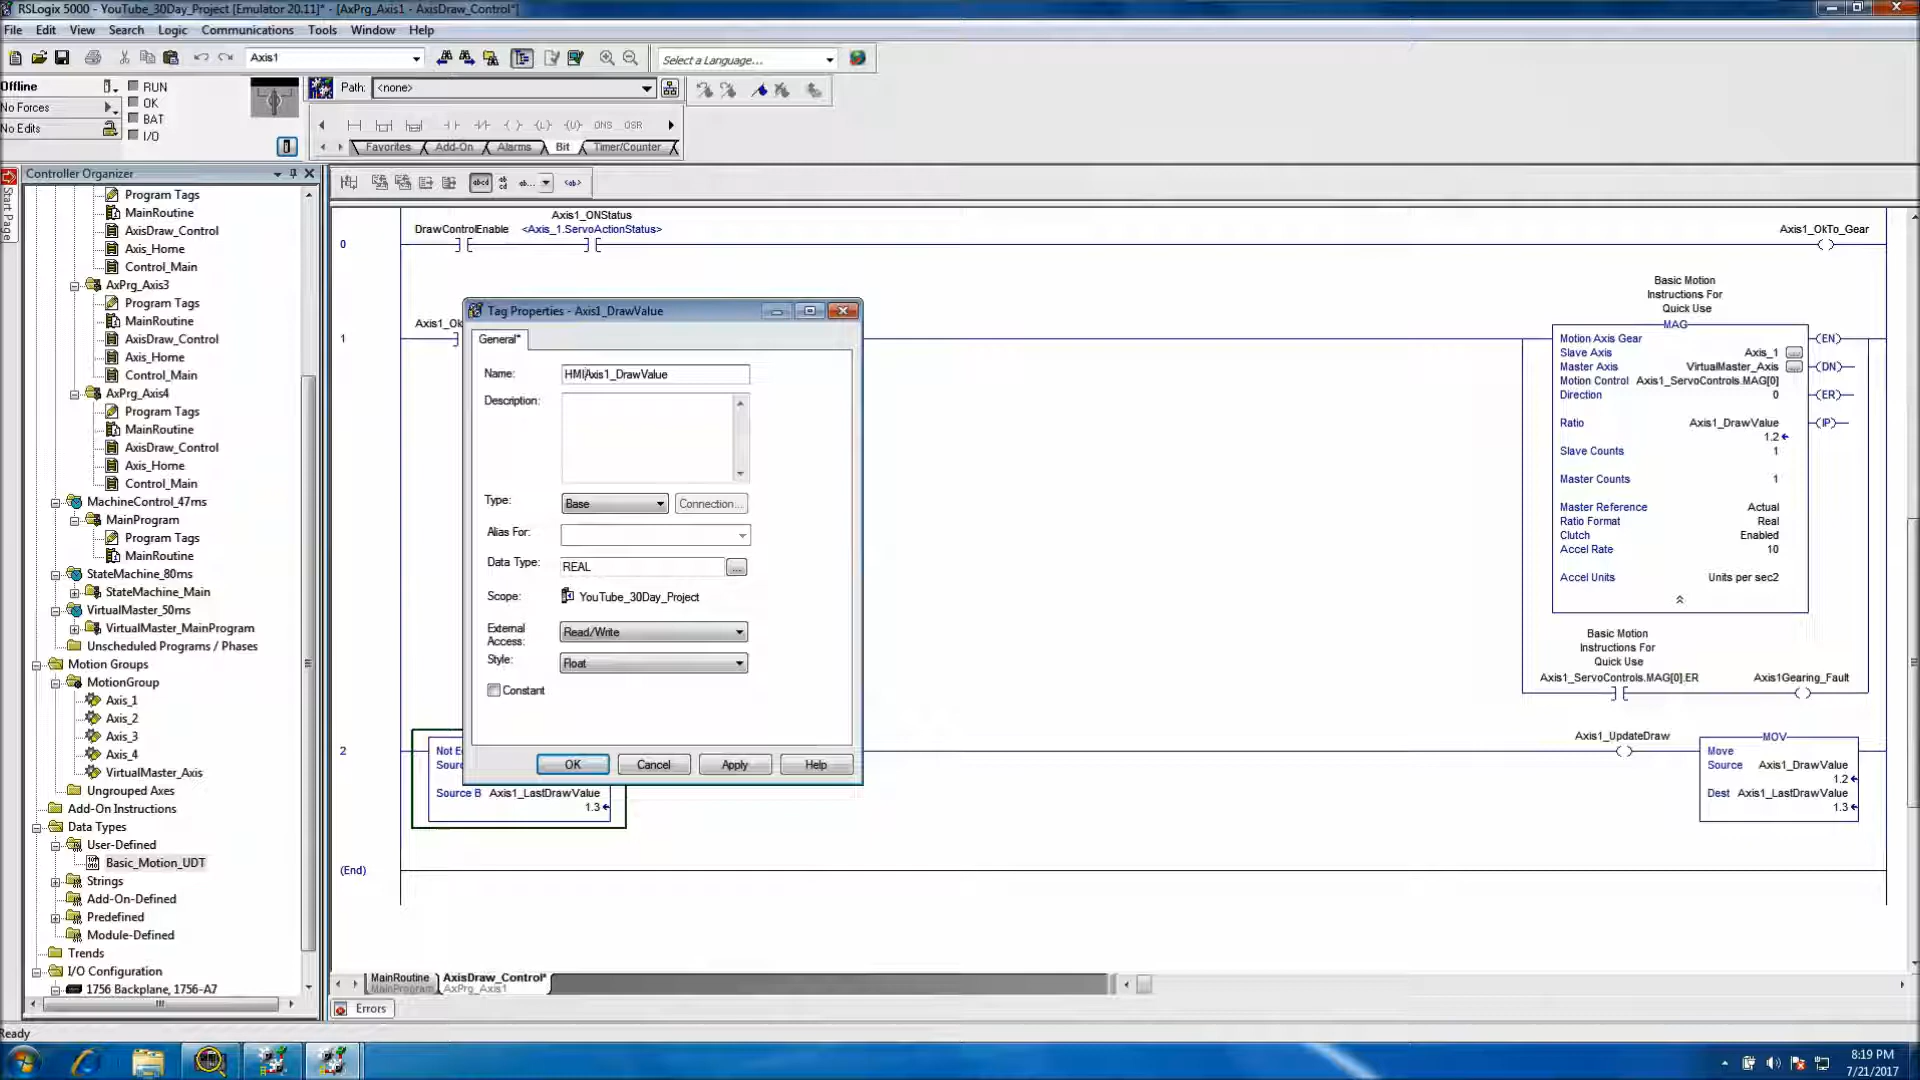 RSLogix 5000 - YouTube_30Day_Project [Emulator 20.11]* - [AxPrg_Axis1 - AxisDraw_Control*]
File Edit View Search Logic Communications Tools Window Help
Axis1
Select a Language...
Offline
RUN
No Forces
OK
No Edits
BAT
I/O
Path: <none>
ONS OSR
Favorites Add-On Alarms Bit Timer/Counter
Start Page
Controller Organizer
Program Tags
MainRoutine
AxisDraw_Control
Axis_Home
Control_Main
AxPrg_Axis3
Program Tags
MainRoutine
AxisDraw_Control
Axis_Home
Control_Main
AxPrg_Axis4
Program Tags
MainRoutine
AxisDraw_Control
Axis_Home
Control_Main
MachineControl_47ms
MainProgram
Program Tags
MainRoutine
StateMachine_80ms
StateMachine_Main
VirtualMaster_50ms
VirtualMaster_MainProgram
Unscheduled Programs / Phases
Motion Groups
MotionGroup
Axis_1
Axis_2
Axis_3
Axis_4
VirtualMaster_Axis
Ungrouped Axes
Add-On Instructions
Data Types
User-Defined
Basic_Motion_UDT
Strings
Add-On-Defined
Predefined
Module-Defined
Trends
I/O Configuration
1756 Backplane, 1756-A7
0
DrawControlEnable
Axis1_ONStatus
<Axis_1.ServoActionStatus>
Axis1_OkTo_Gear
1
Axis1_Ok
Basic Motion
Instructions For
Quick Use
MAG
Motion Axis Gear
Slave Axis Axis_1
Master Axis VirtualMaster_Axis
Motion Control Axis1_ServoControls.MAG[0]
Direction 0
Ratio Axis1_DrawValue
1.2
Slave Counts 1
Master Counts 1
Master Reference Actual
Ratio Format Real
Clutch Enabled
Accel Rate 10
Accel Units Units per sec2
(EN)
(DN)
(ER)
(IP)
Basic Motion
Instructions For
Quick Use
Axis1_ServoControls.MAG[0].ER
Axis1Gearing_Fault
Tag Properties - Axis1_DrawValue
General*
Name: HMIAxis1_DrawValue
Description:
Type: Base Connection...
Alias For:
Data Type: REAL ...
Scope: YouTube_30Day_Project
External
Access: Read/Write
Style: Float
Constant
OK Cancel Apply Help
2
Not E
Sourc
Source B Axis1_LastDrawValue
1.3
Axis1_UpdateDraw
MOV
Move
Source Axis1_DrawValue
1.2
Dest Axis1_LastDrawValue
1.3
(End)
MainRoutine
MainProgram
AxisDraw_Control*
AxPrg_Axis1
Errors
Ready
8:19 PM
7/21/2017